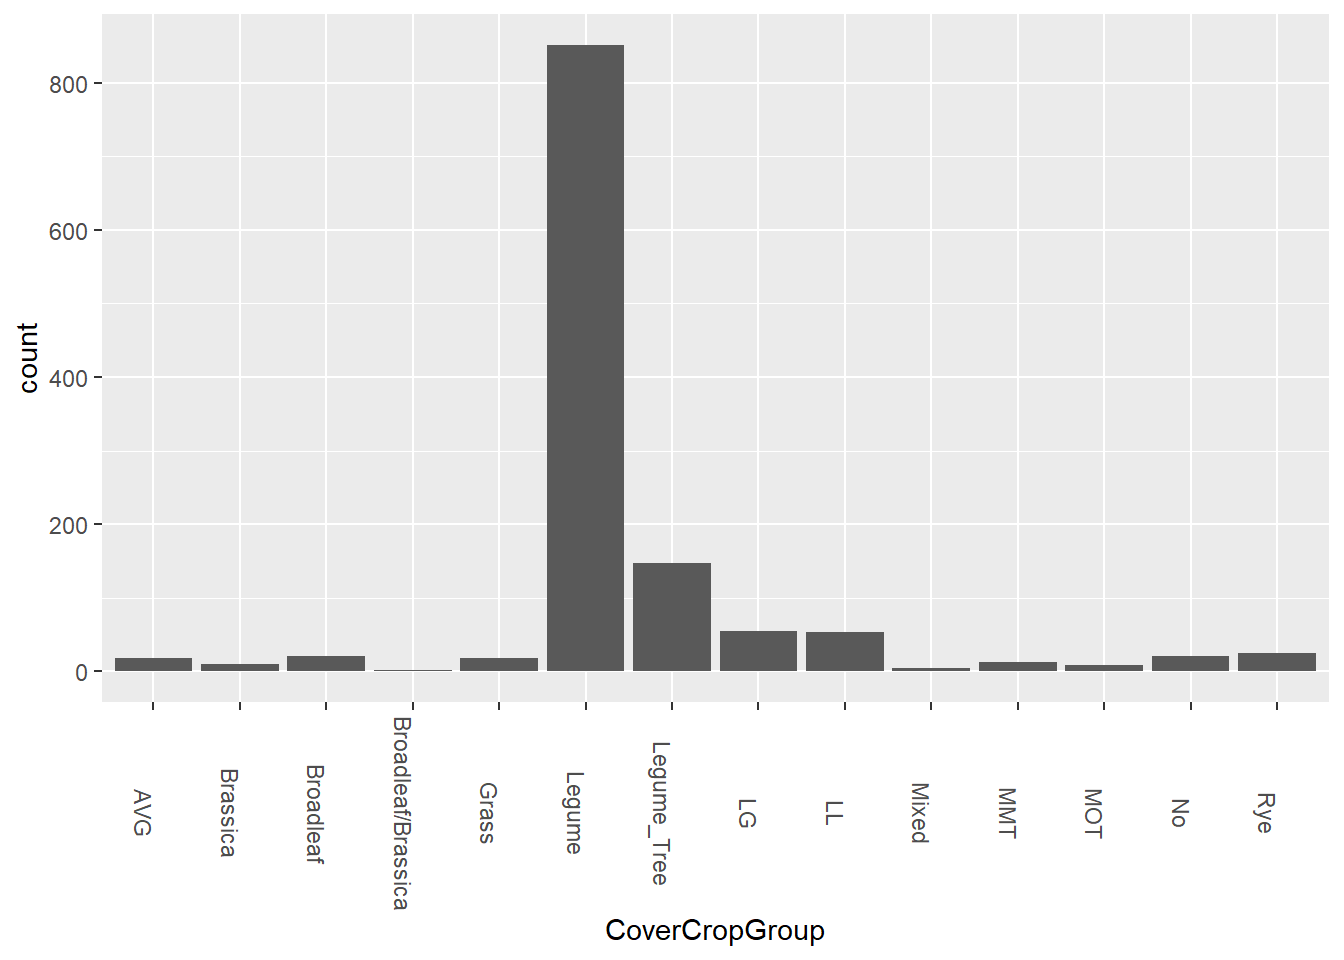 count
800
600
400
200
0
AVG
Brassica
Broadleaf
Broadleaf/Brassica
Grass
Legume
Legume_Tree
LG
LL
Mixed
MMT
MOT
No
Rye
CoverCropGroup